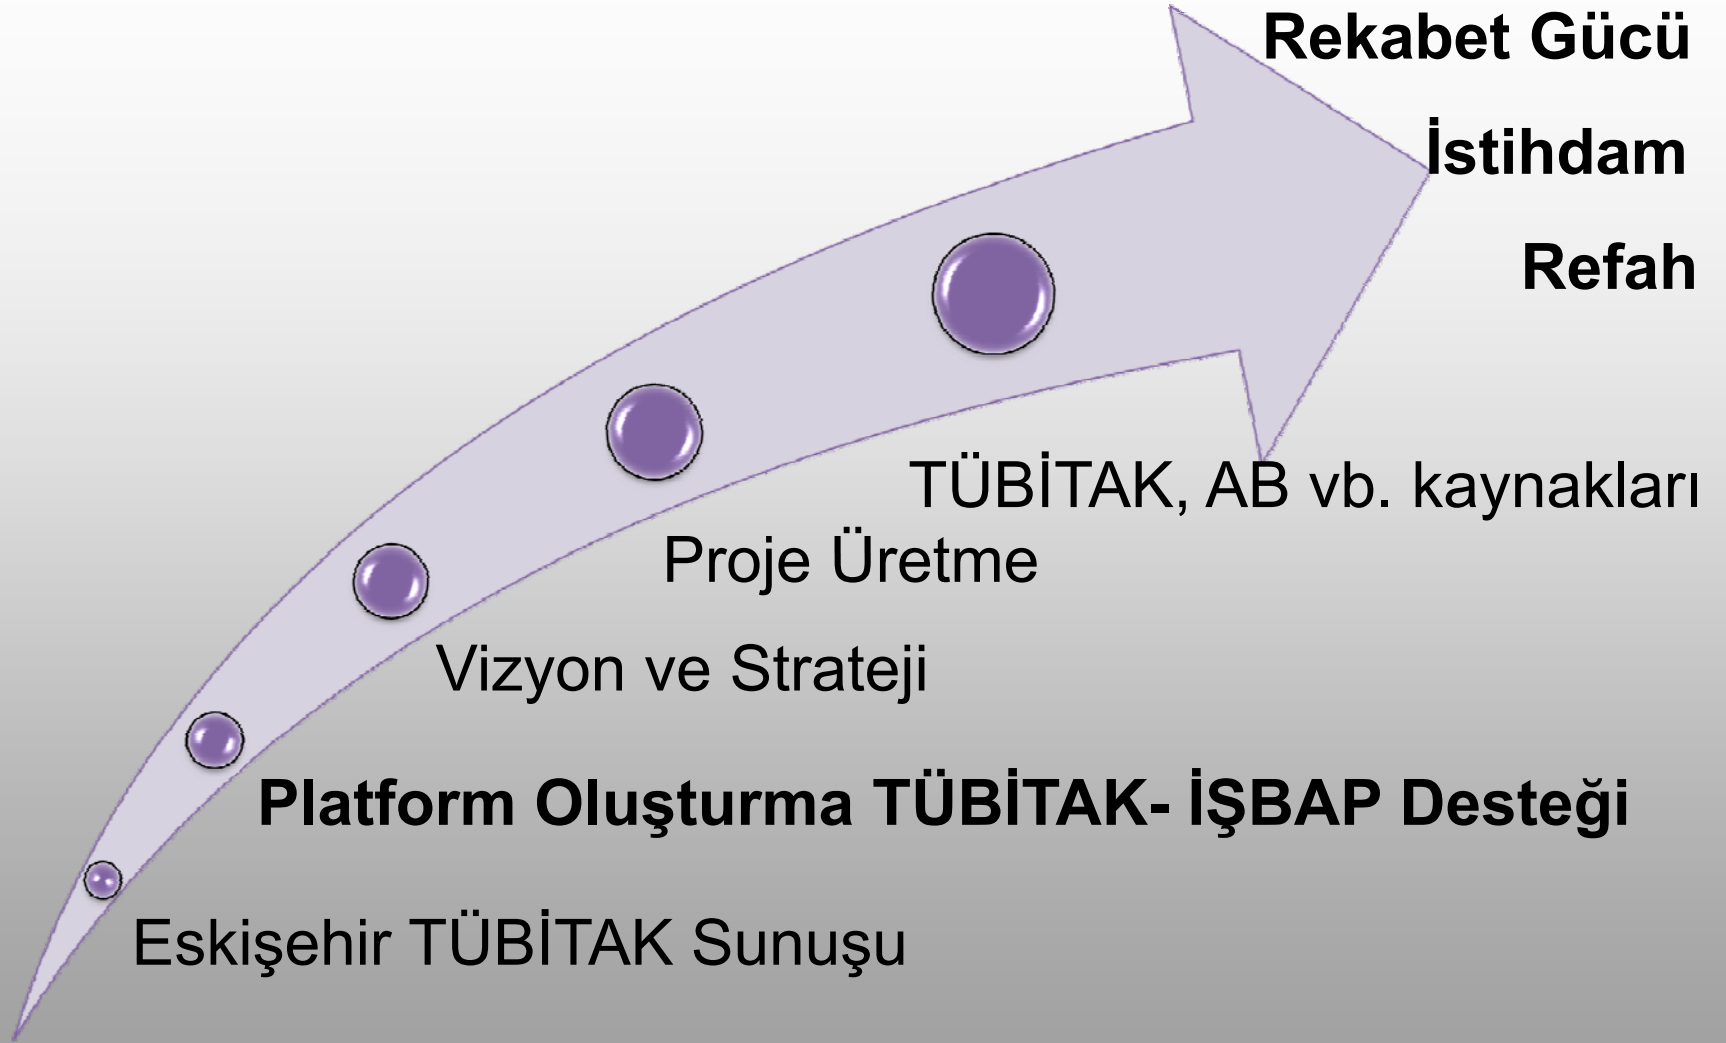 Rekabet Gücü
İstihdam
Refah
TÜBİTAK, AB vb. kaynakları
Proje Üretme
Vizyon ve Strateji
Platform Oluşturma TÜBİTAK- İŞBAP Desteği
Eskişehir TÜBİTAK Sunuşu